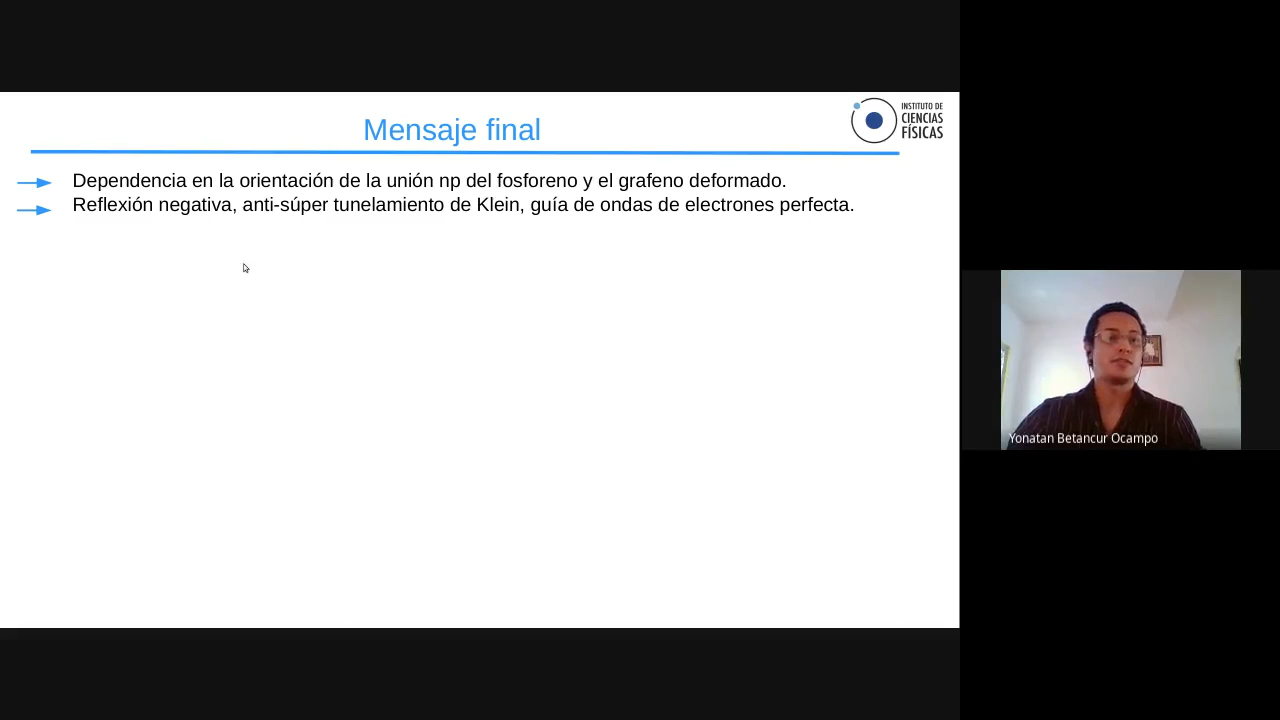 Mensaje final
INSTITUTO DE
CIENCIAS
FÍSICAS
Dependencia en la orientación de la unión np del fosforeno y el grafeno deformado.
Reflexión negativa, anti-súper tunelamiento de Klein, guía de ondas de electrones perfecta.
Yonatan Betancur Ocampo